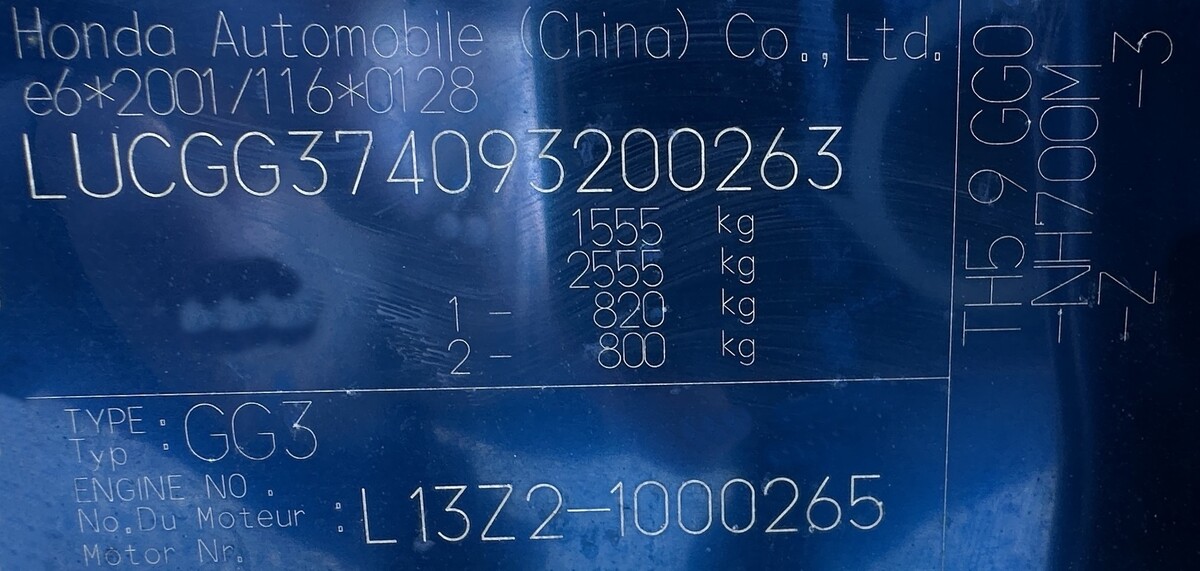 Honda Automobile (China) Co.,Ltd.
e6*2001/116*0128
LUCGG374093200263
1555 kg
2555 kg
1 - 820 kg
2 - 800 kg
TYPE :
Typ : GG3
ENGINE NO .
No.Du Moteur : L13Z2-1000265
Motor Nr.
TH5 9 GG0
-NH700M
-Z -3